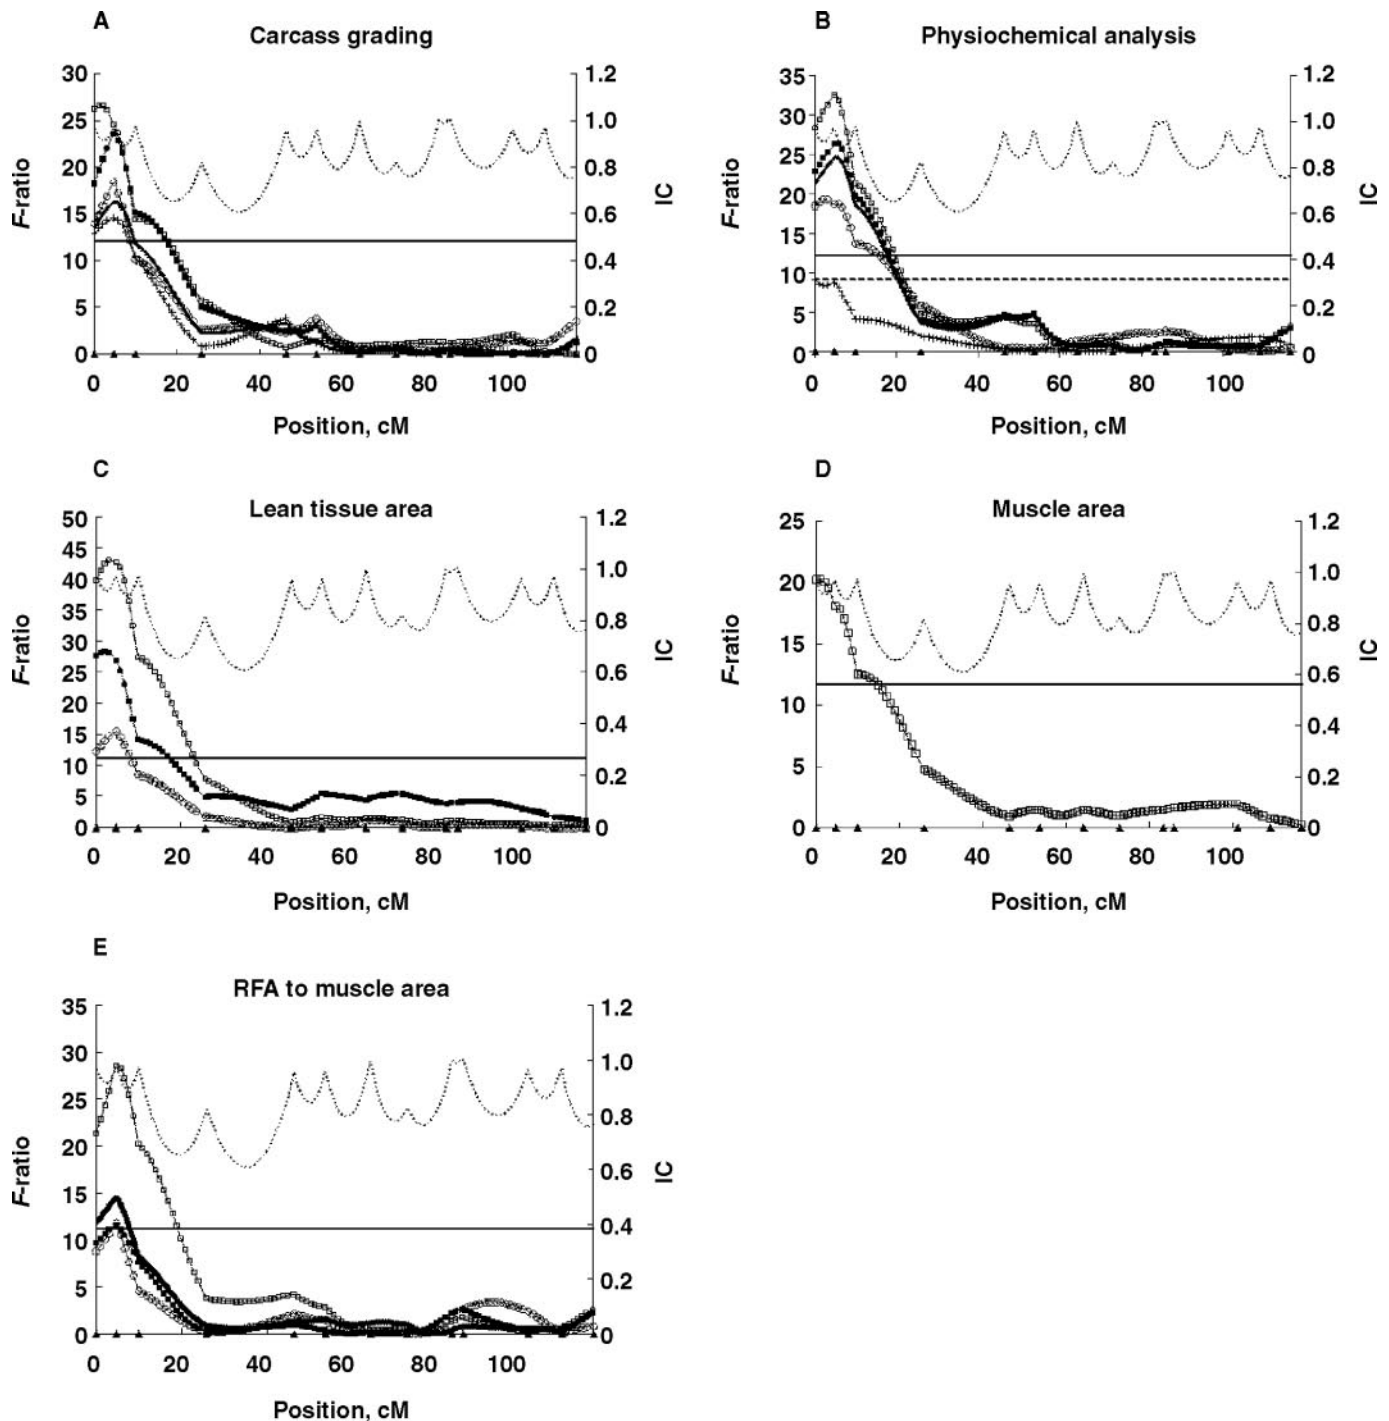 A
Carcass grading
30
25
20
15
10
5
0
1.2
1.0
0.8
0.6
0.4
0.2
0
F-ratio
IC
0 20 40 60 80 100
Position, cM
B
Physiochemical analysis
35
30
25
20
15
10
5
0
1.2
1.0
0.8
0.6
0.4
0.2
0
F-ratio
IC
0 20 40 60 80 100
Position, cM
C
Lean tissue area
50
45
40
35
30
25
20
15
10
5
0
1.2
1.0
0.8
0.6
0.4
0.2
0
F-ratio
IC
0 20 40 60 80 100
Position, cM
D
Muscle area
25
20
15
10
5
0
1.2
1.0
0.8
0.6
0.4
0.2
0
F-ratio
IC
0 20 40 60 80 100
Position, cM
E
RFA to muscle area
35
30
25
20
15
10
5
0
1.2
1.0
0.8
0.6
0.4
0.2
0
F-ratio
IC
0 20 40 60 80 100
Position, cM